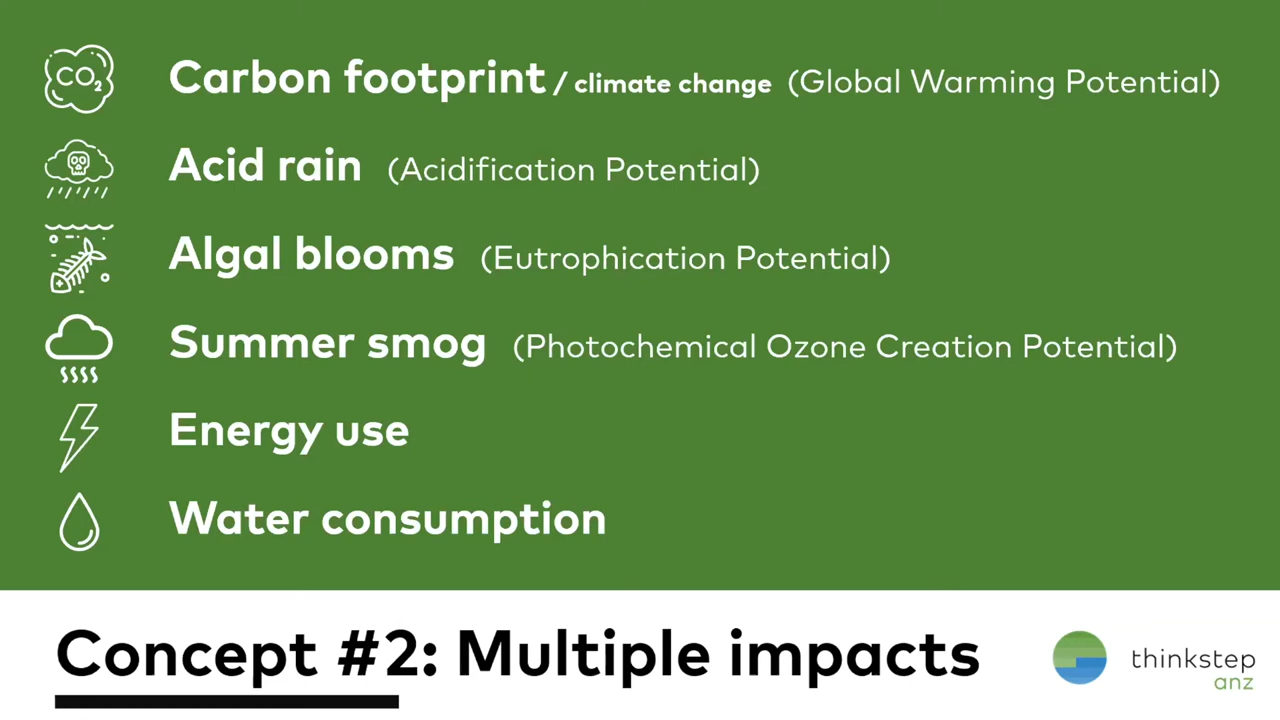 CO2
Carbon footprint / climate change (Global Warming Potential)
Acid rain (Acidification Potential)
Algal blooms (Eutrophication Potential)
Summer smog (Photochemical Ozone Creation Potential)
Energy use
Water consumption
Concept #2: Multiple impacts
thinkstep
anz